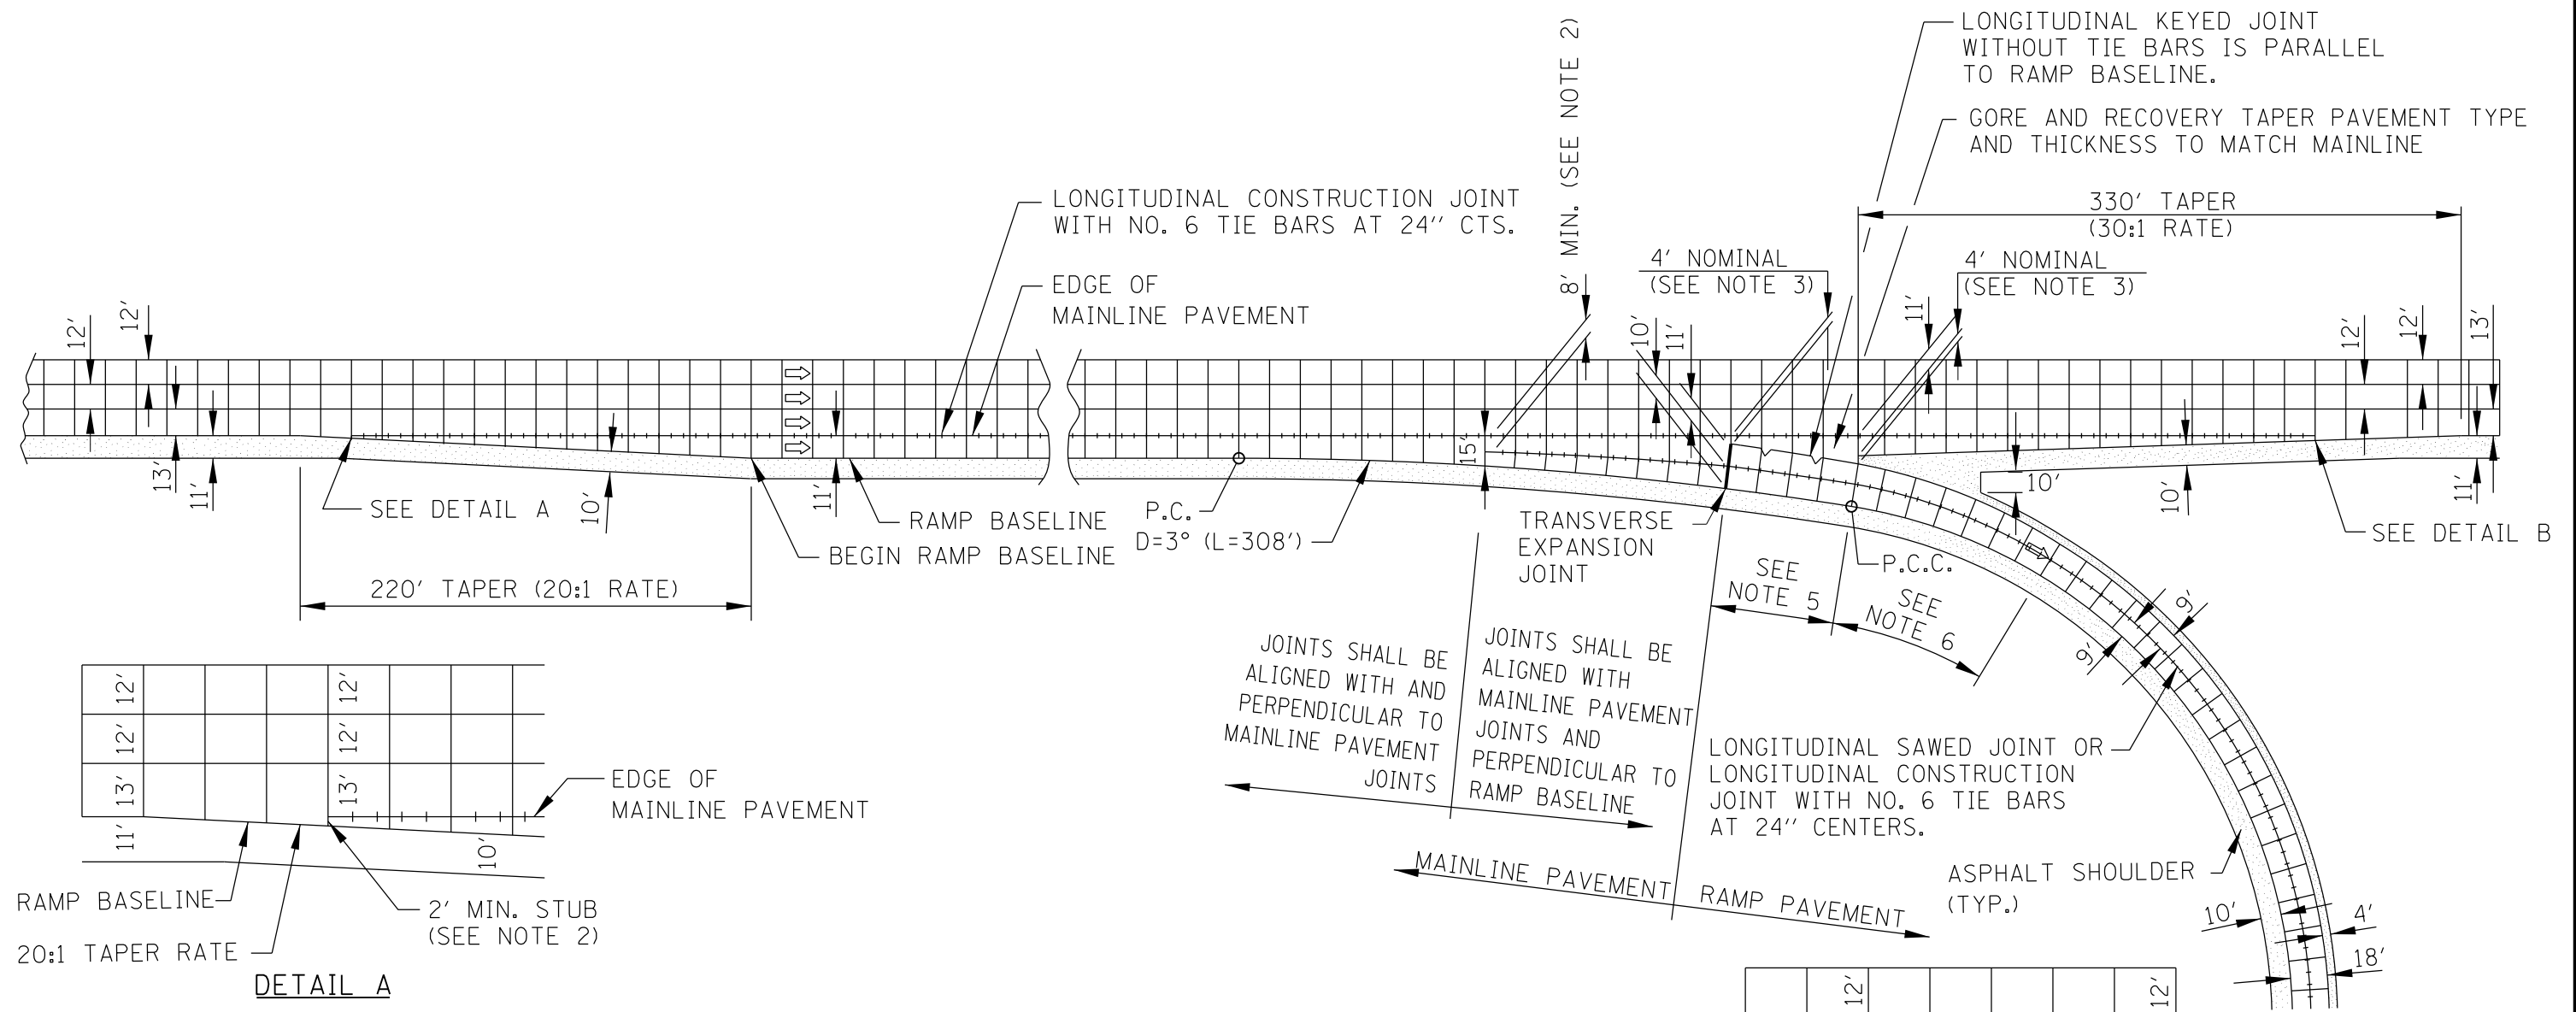 LONGITUDINAL KEYED JOINT
WITHOUT TIE BARS IS PARALLEL
TO RAMP BASELINE.
GORE AND RECOVERY TAPER PAVEMENT TYPE
AND THICKNESS TO MATCH MAINLINE
8' MIN. (SEE NOTE 2)
LONGITUDINAL CONSTRUCTION JOINT
WITH NO. 6 TIE BARS AT 24" CTS.
EDGE OF
MAINLINE PAVEMENT
330' TAPER
(30:1 RATE)
4' NOMINAL
(SEE NOTE 3)
4' NOMINAL
(SEE NOTE 3)
12'
12'
10'
11'
11'
12'
12'
13'
13'
11'
10'
11'
15'
10'
10'
11'
SEE DETAIL A
RAMP BASELINE
BEGIN RAMP BASELINE
P.C.
D=3° (L=308')
TRANSVERSE
EXPANSION
JOINT
P.C.C.
SEE DETAIL B
220' TAPER (20:1 RATE)
SEE
NOTE 5
SEE
NOTE 6
9'
9'
JOINTS SHALL BE
ALIGNED WITH AND
PERPENDICULAR TO
MAINLINE PAVEMENT
JOINTS
JOINTS SHALL BE
ALIGNED WITH
MAINLINE PAVEMENT
JOINTS AND
PERPENDICULAR TO
RAMP BASELINE
LONGITUDINAL SAWED JOINT OR
LONGITUDINAL CONSTRUCTION
JOINT WITH NO. 6 TIE BARS
AT 24" CENTERS.
MAINLINE PAVEMENT
RAMP PAVEMENT
ASPHALT SHOULDER
(TYP.)
10'
4'
18'
12'
12'
12'
12'
13'
13'
11'
10'
EDGE OF
MAINLINE PAVEMENT
RAMP BASELINE
20:1 TAPER RATE
2' MIN. STUB
(SEE NOTE 2)
DETAIL A
12'
12'